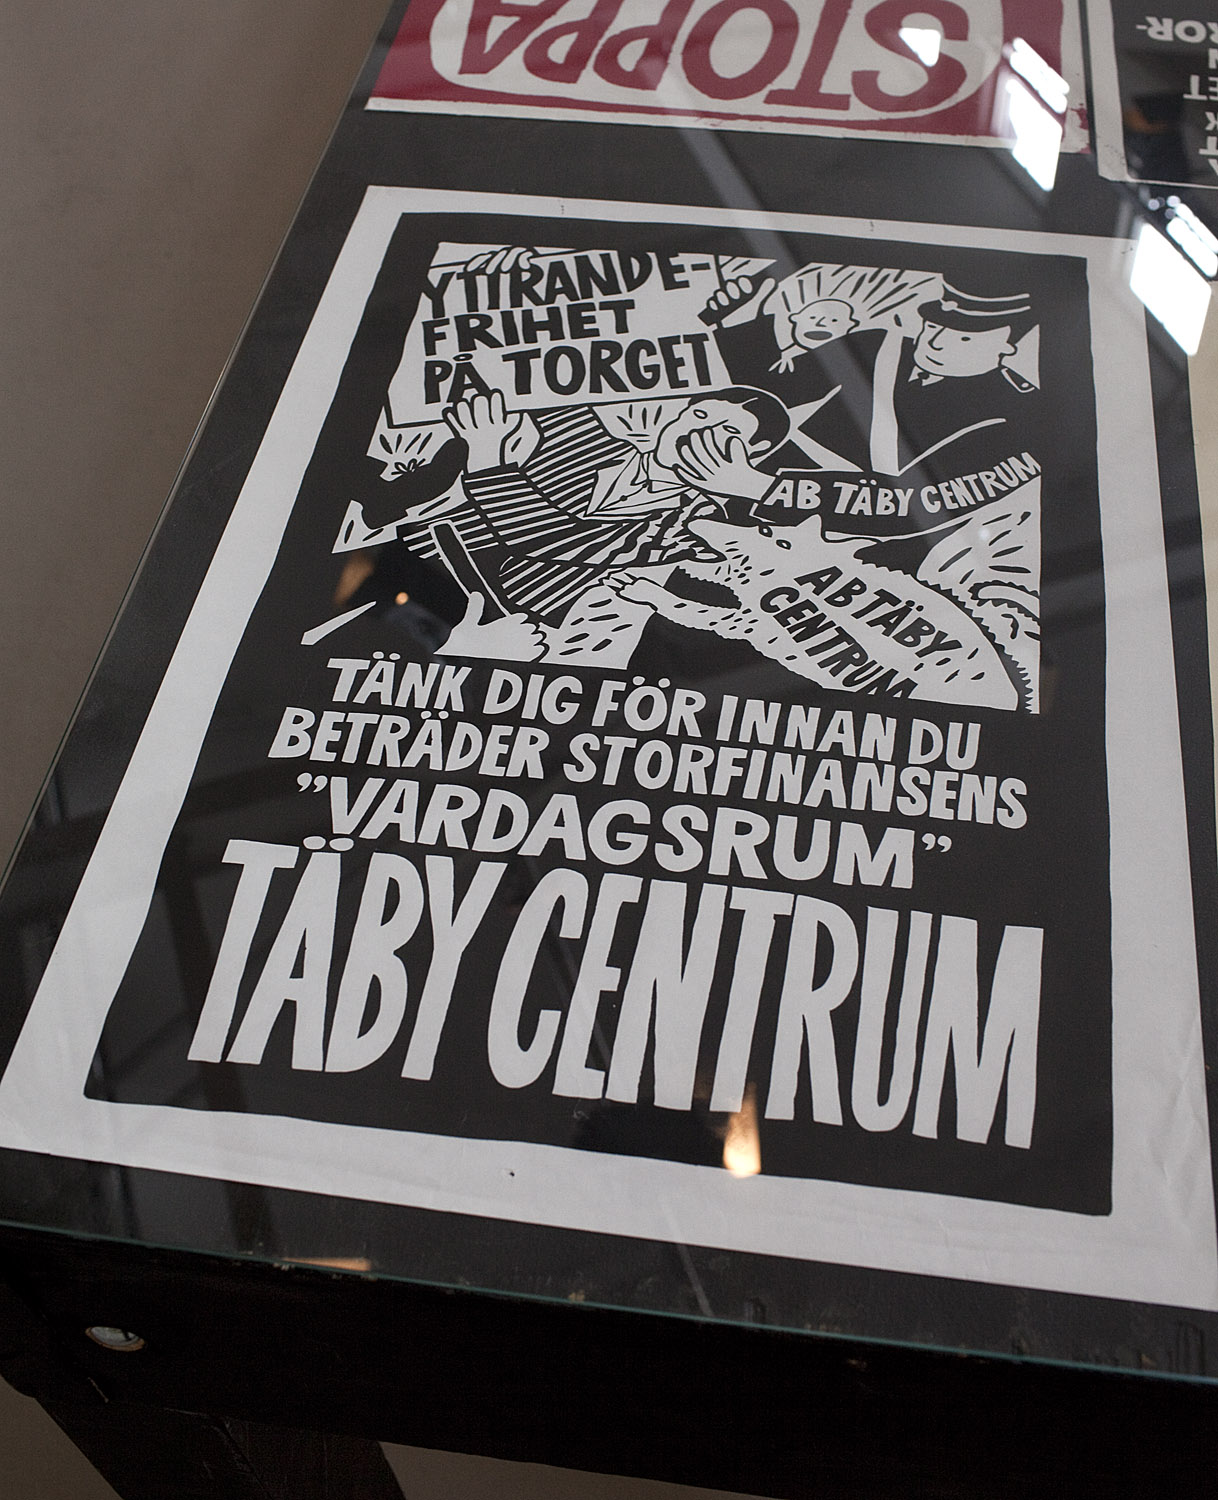 STOPPA
YTTRANDE-
FRIHET
PÅ TORGET
AB TÄBY CENTRUM
AB TÄBY
CENTRUM
TÄNK DIG FÖR INNAN DU
BETRÄDER STORFINANSENS
”VARDAGSRUM”
TÄBY CENTRUM